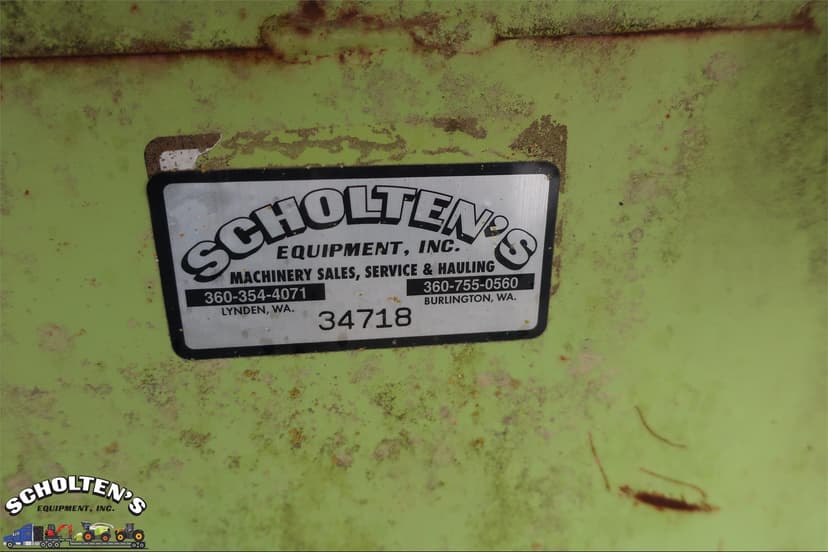 SCHOLTEN'S
EQUIPMENT, INC.
MACHINERY SALES, SERVICE & HAULING
360-354-4071 360-755-0560
LYNDEN, WA. BURLINGTON, WA.
34718
SCHOLTEN'S
EQUIPMENT, INC.